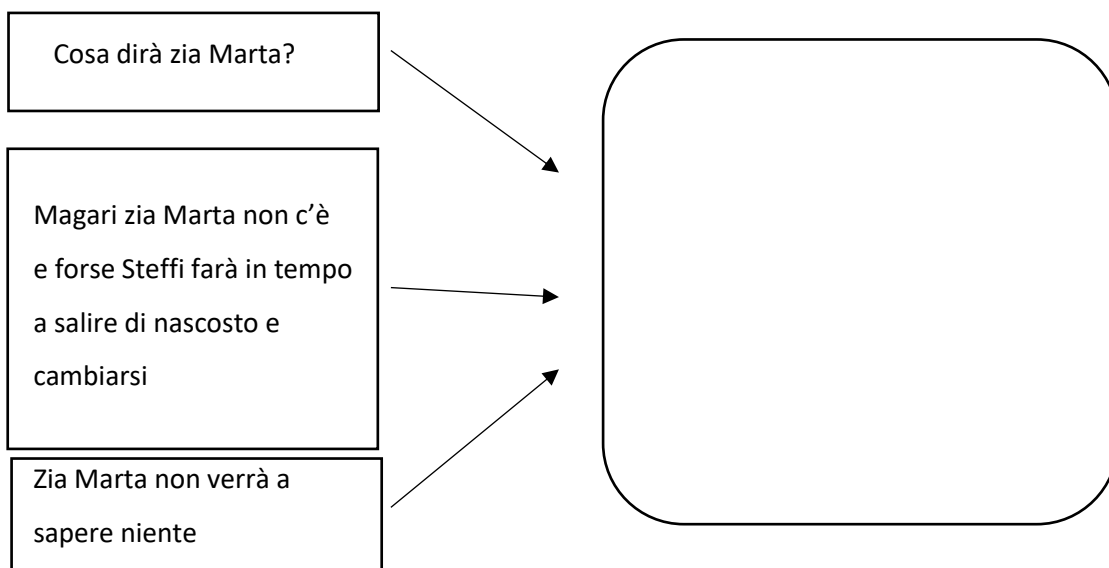 Cosa dirà zia Marta?
Magari zia Marta non c’è
e forse Steffi farà in tempo
a salire di nascosto e
cambiarsi
Zia Marta non verrà a
sapere niente